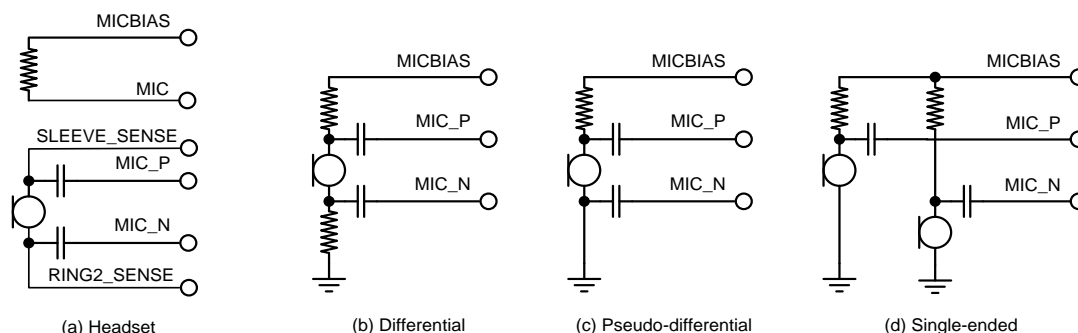 MICBIAS
MIC
SLEEVE_SENSE
MIC_P
MIC_N
RING2_SENSE
(a) Headset
MICBIAS
MIC_P
MIC_N
(b) Differential
MICBIAS
MIC_P
MIC_N
(c) Pseudo-differential
MICBIAS
MIC_P
MIC_N
(d) Single-ended